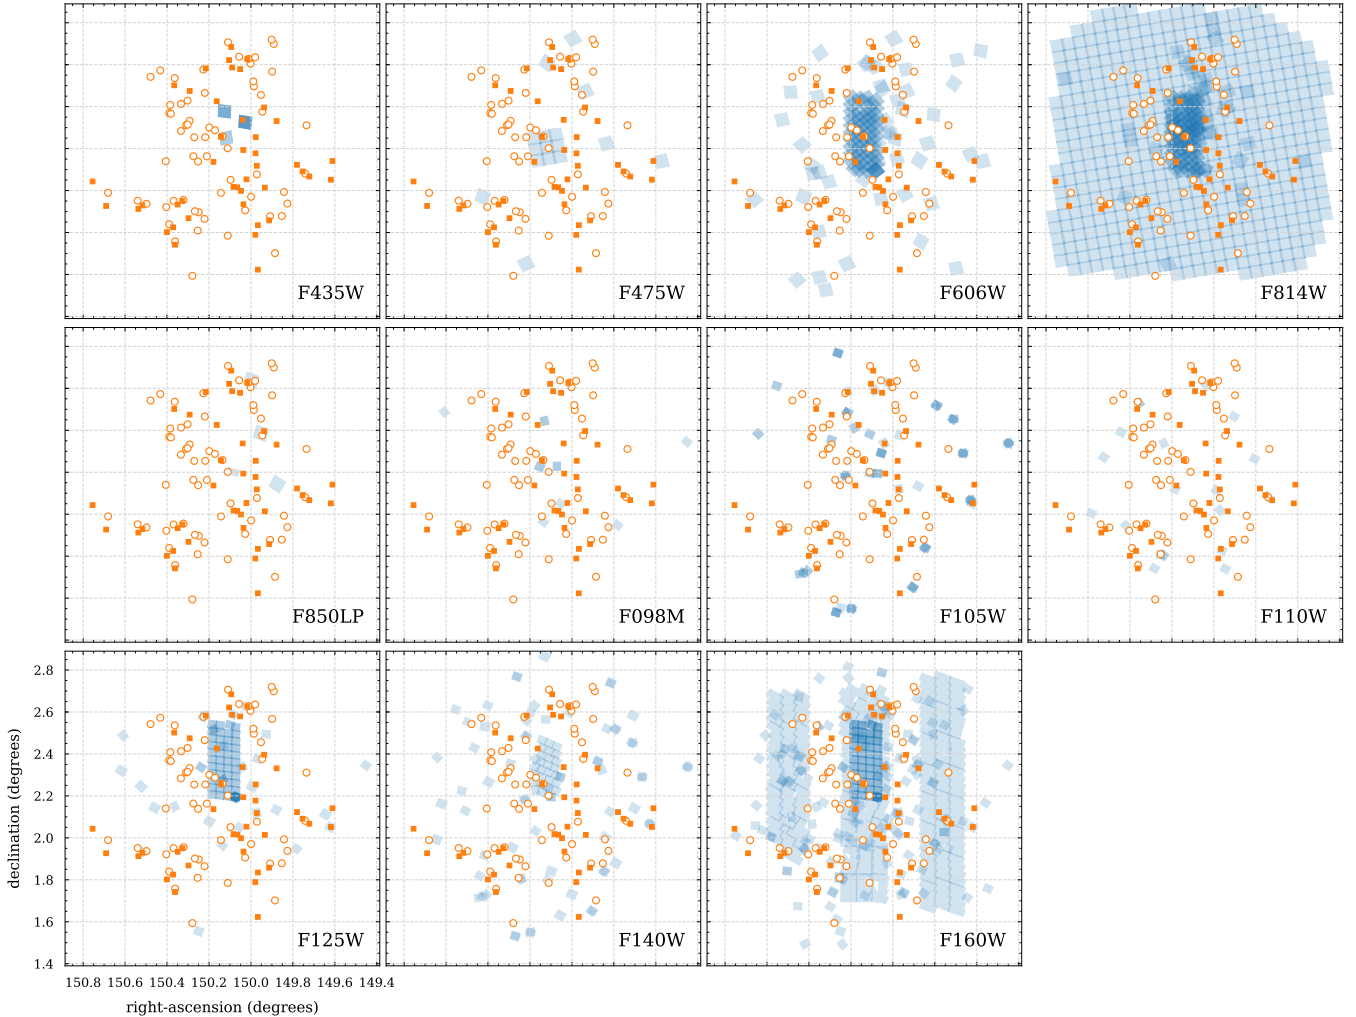 F435W
F475W
F606W
F814W
F850LP
F098M
F105W
F110W
2.8
2.6
2.4
2.2
2.0
1.8
1.6
1.4
declination (degrees)
F125W
F140W
F160W
150.8 150.6 150.4 150.2 150.0 149.8 149.6 149.4
right-ascension (degrees)